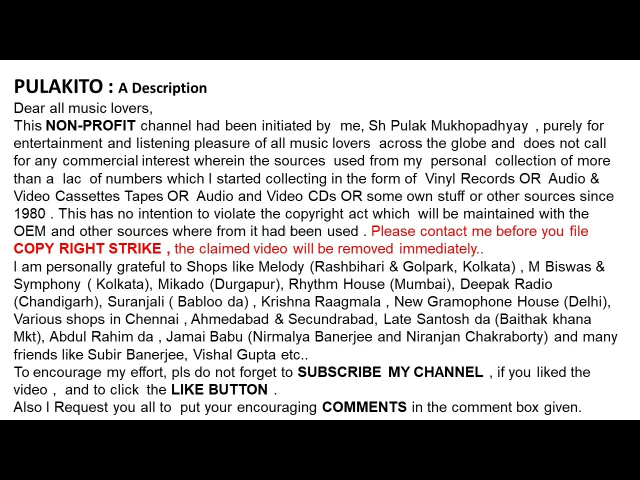 PULAKITO : A Description
Dear all music lovers,
This NON-PROFIT channel had been initiated by me, Sh Pulak Mukhopadhyay , purely for
entertainment and listening pleasure of all music lovers across the globe and does not call
for any commercial interest wherein the sources used from my personal collection of more
than a lac of numbers which I started collecting in the form of Vinyl Records OR Audio &
Video Cassettes Tapes OR Audio and Video CDs OR some own stuff or other sources since
1980 . This has no intention to violate the copyright act which will be maintained with the
OEM and other sources where from it had been used . Please contact me before you file
COPY RIGHT STRIKE , the claimed video will be removed immediately..
I am personally grateful to Shops like Melody (Rashbihari & Golpark, Kolkata) , M Biswas &
Symphony ( Kolkata), Mikado (Durgapur), Rhythm House (Mumbai), Deepak Radio
(Chandigarh), Suranjali ( Babloo da) , Krishna Raagmala , New Gramophone House (Delhi),
Various shops in Chennai , Ahmedabad & Secundrabad, Late Santosh da (Baithak khana
Mkt), Abdul Rahim da , Jamai Babu (Nirmalya Banerjee and Niranjan Chakraborty) and many
friends like Subir Banerjee, Vishal Gupta etc..
To encourage my effort, pls do not forget to SUBSCRIBE MY CHANNEL , if you liked the
video , and to click the LIKE BUTTON .
Also I Request you all to put your encouraging COMMENTS in the comment box given.